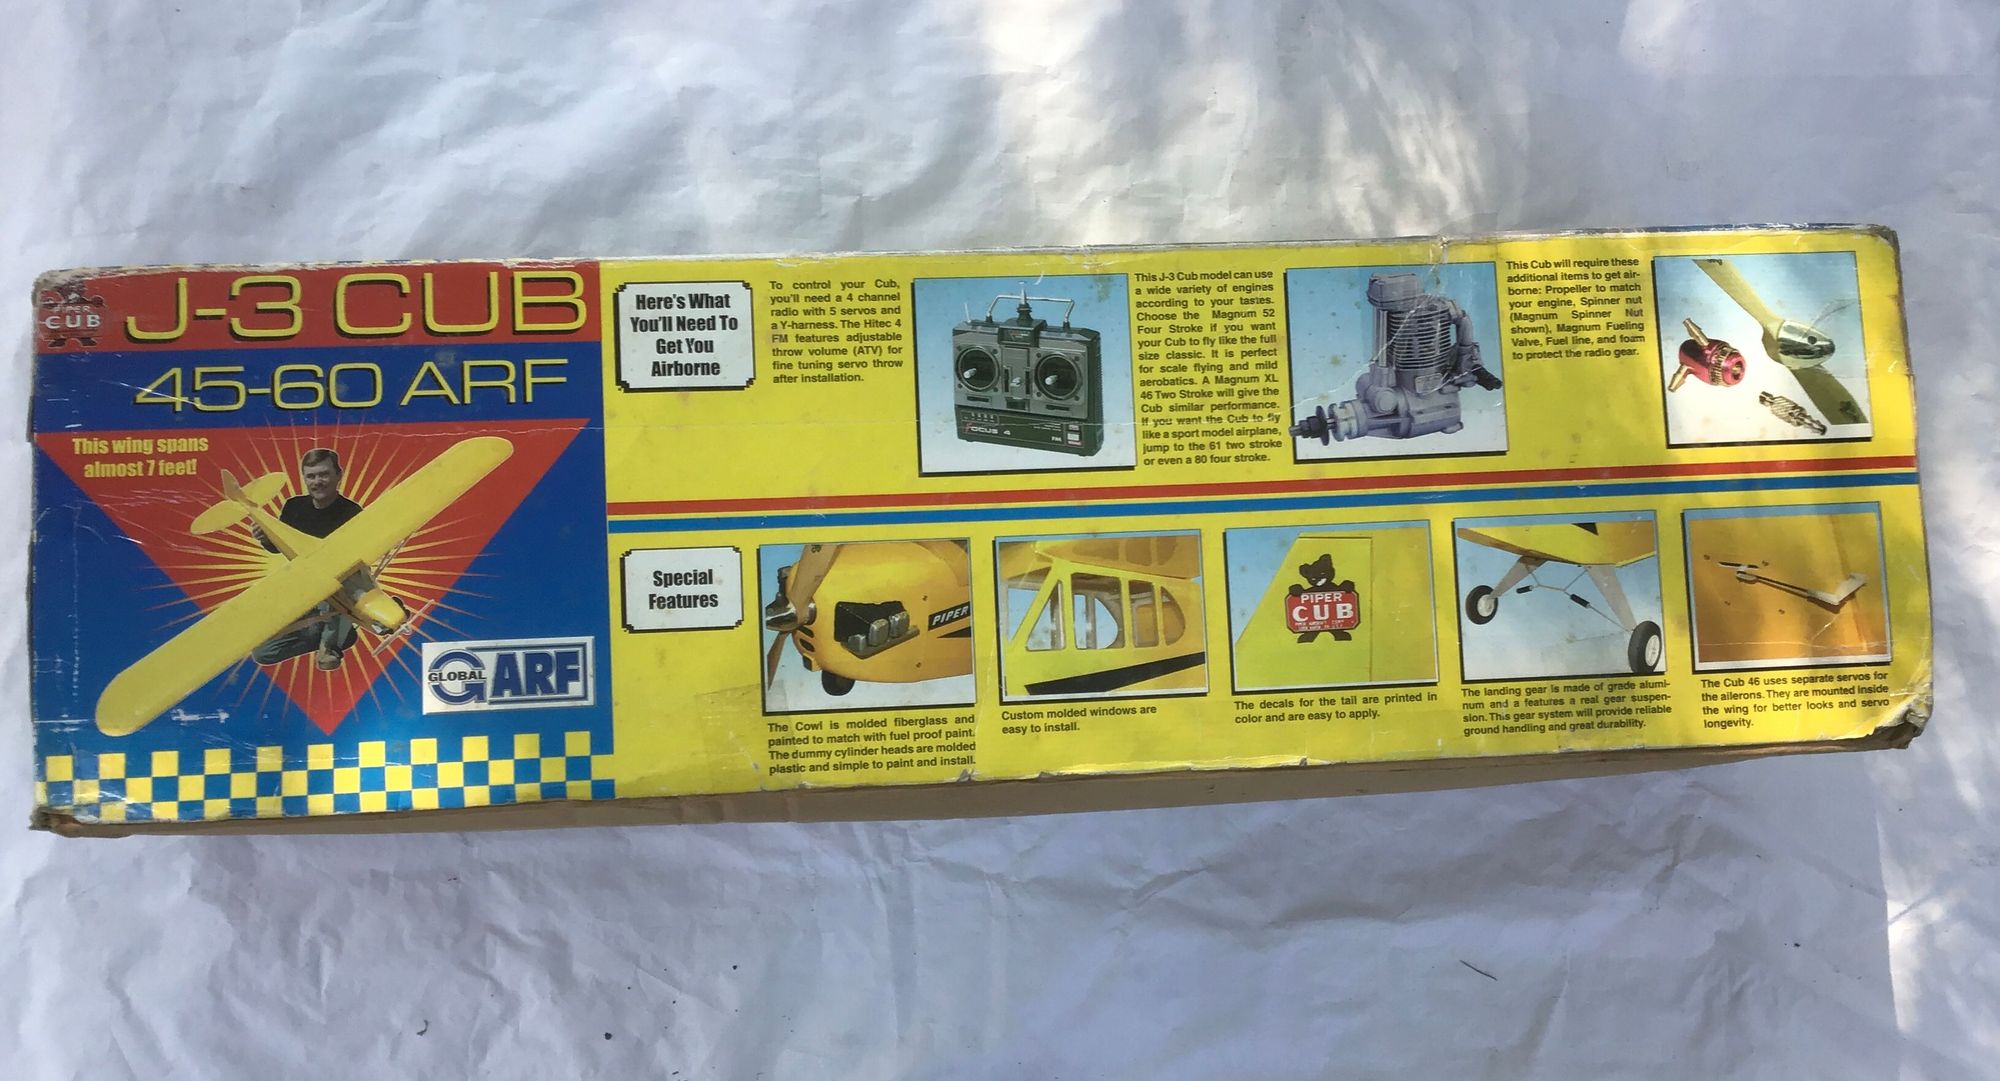 PIPER
CUB
J-3 CUB
45-60 ARF
This wing spans
almost 7 feet!
GLOBAL
ARF
Here's What
You'll Need To
Get You
Airborne
To control your Cub,
you'll need a 4 channel
radio with 5 servos and
a Y-harness. The Hitec 4
FM features adjustable
throw volume (ATV) for
fine tuning servo throw
after installation.
FOCUS 4
FM
This J-3 Cub model can use
a wide variety of engines
according to your tastes.
Choose the Magnum 52
Four Stroke if you want
your Cub to fly like the full
size classic. It is perfect
for scale flying and mild
aerobatics. A Magnum XL
46 Two Stroke will give the
Cub similar performance.
If you want the Cub to fly
like a sport model airplane,
jump to the 61 two stroke
or even a 80 four stroke.
This Cub will require these
additional items to get air-
borne: Propeller to match
your engine, Spinner nut
(Magnum Spinner Nut
shown), Magnum Fueling
Valve, Fuel line, and foam
to protect the radio gear.
Special
Features
PIPER
The Cowl is molded fiberglass and
painted to match with fuel proof paint.
The dummy cylinder heads are molded
plastic and simple to paint and install.
Custom molded windows are
easy to install.
PIPER
CUB
The decals for the tail are printed in
color and are easy to apply.
The landing gear is made of grade alumi-
num and a features a real gear suspen-
sion. This gear system will provide reliable
ground handling and great durability.
The Cub 46 uses separate servos for
the ailerons. They are mounted inside
the wing for better looks and servo
longevity.